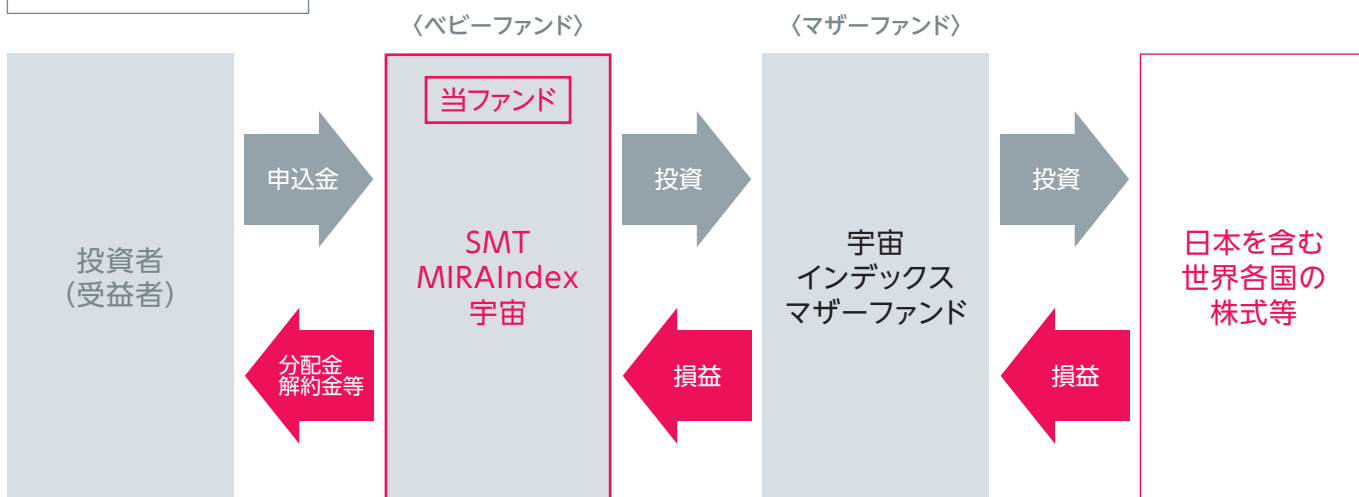 〈ベビーファンド〉
〈マザーファンド〉
当ファンド
申込金
投資
投資
投資者
(受益者)
SMT
MIRAIndex
宇宙
宇宙
インデックス
マザーファンド
日本を含む
世界各国の
株式等
分配金
解約金等
損益
損益